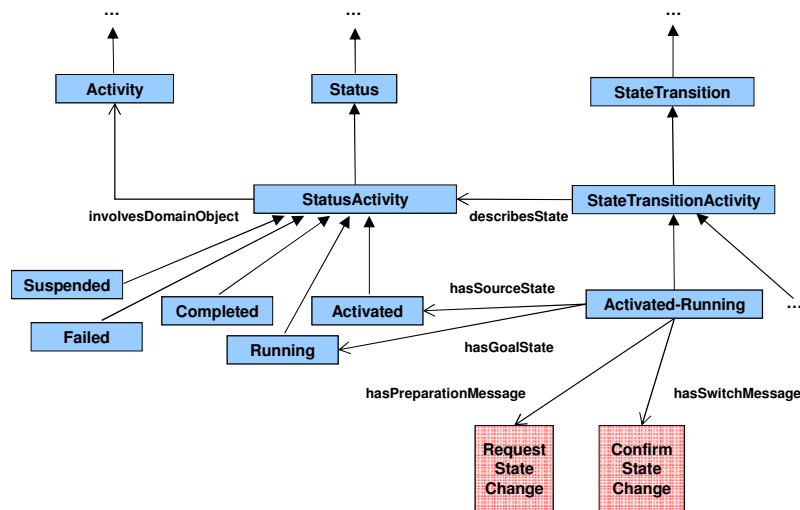 ... ... ...
Activity Status StateTransition
StatusActivity StateTransitionActivity
involvesDomainObject describesState
Suspended
Completed Activated hasSourceState Activated-Running ...
Failed
Running hasGoalState
hasPreparationMessage hasSwitchMessage
Request
State
Change
Confirm
State
Change